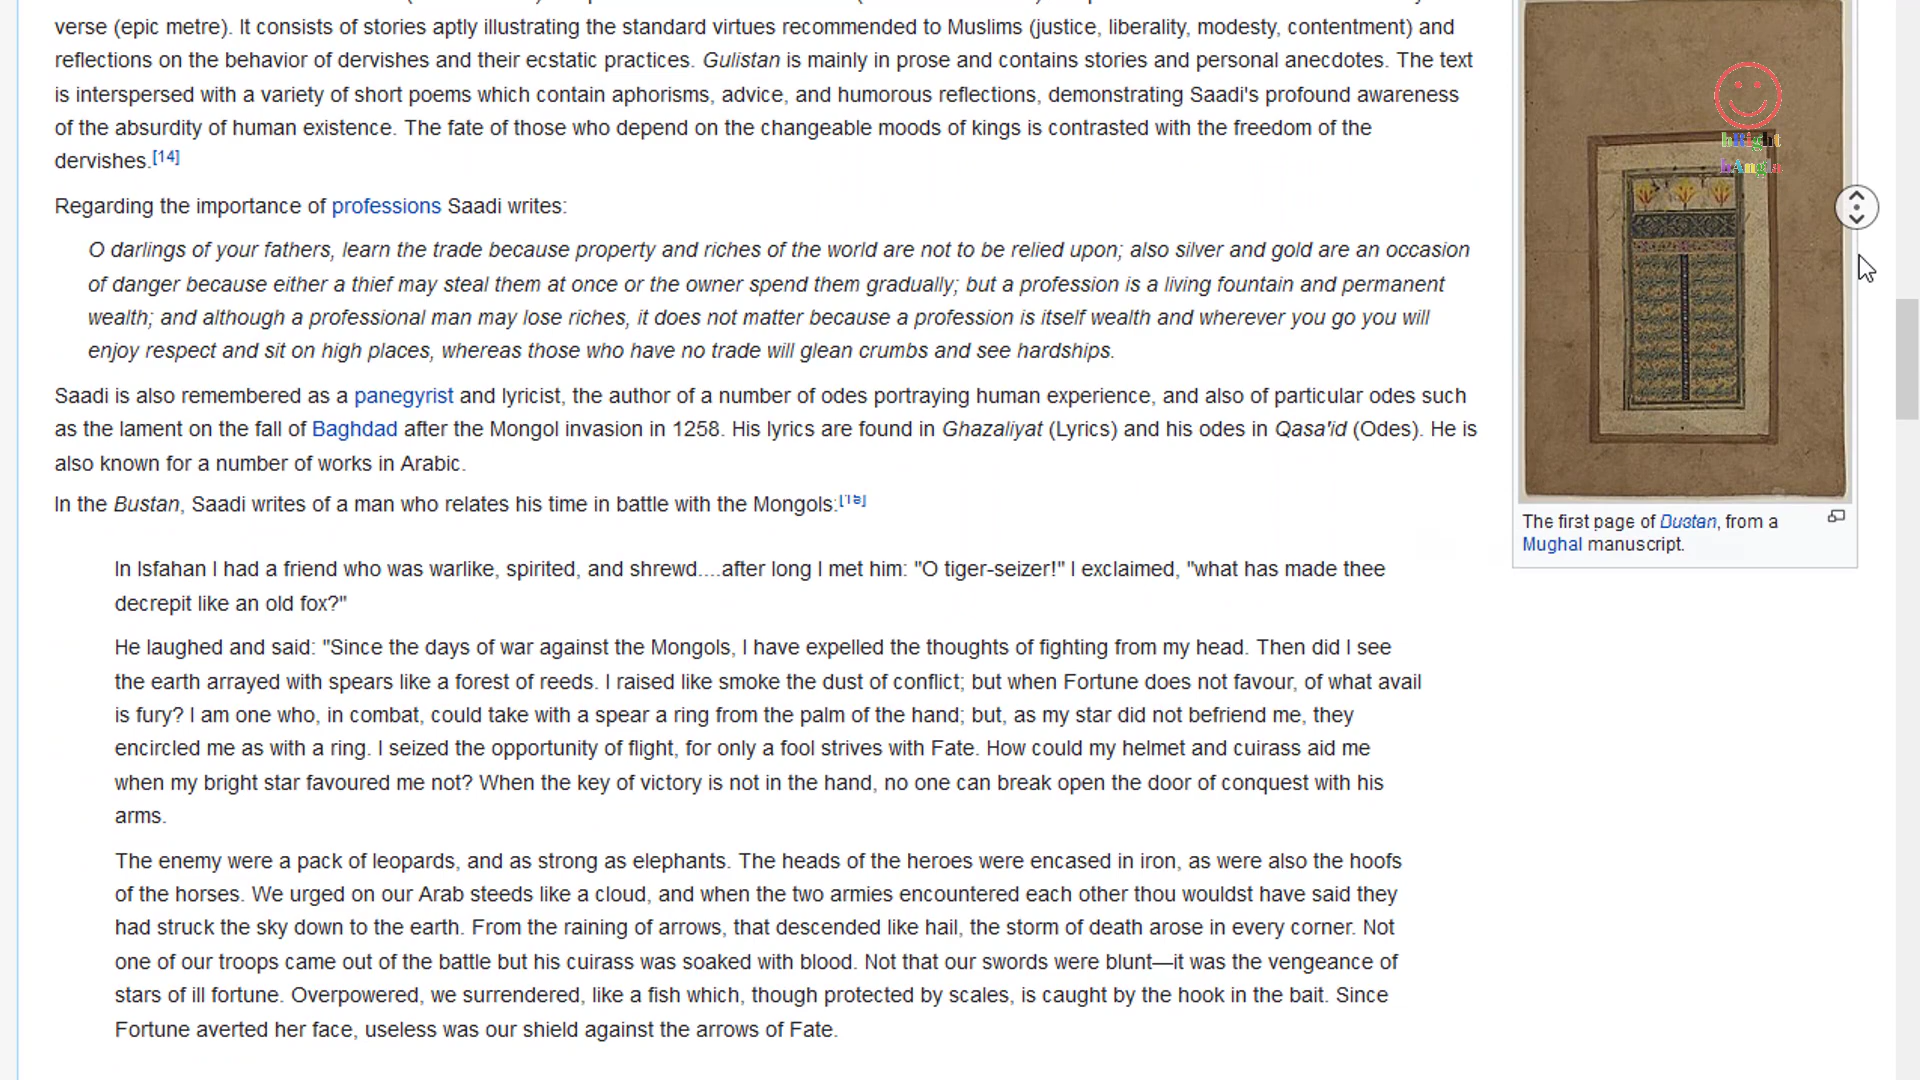 verse (epic metre). It consists of stories aptly illustrating the standard virtues recommended to Muslims (justice, liberality, modesty, contentment) and
reflections on the behavior of dervishes and their ecstatic practices. Gulistan is mainly in prose and contains stories and personal anecdotes. The text
is interspersed with a variety of short poems which contain aphorisms, advice, and humorous reflections, demonstrating Saadi's profound awareness
of the absurdity of human existence. The fate of those who depend on the changeable moods of kings is contrasted with the freedom of the
dervishes.[14]
Regarding the importance of professions Saadi writes:
O darlings of your fathers, learn the trade because property and riches of the world are not to be relied upon; also silver and gold are an occasion
of danger because either a thief may steal them at once or the owner spend them gradually; but a profession is a living fountain and permanent
wealth; and although a professional man may lose riches, it does not matter because a profession is itself wealth and wherever you go you will
enjoy respect and sit on high places, whereas those who have no trade will glean crumbs and see hardships.
Saadi is also remembered as a panegyrist and lyricist, the author of a number of odes portraying human experience, and also of particular odes such
as the lament on the fall of Baghdad after the Mongol invasion in 1258. His lyrics are found in Ghazaliyat (Lyrics) and his odes in Qasa'id (Odes). He is
also known for a number of works in Arabic.
In the Bustan, Saadi writes of a man who relates his time in battle with the Mongols:
In Isfahan I had a friend who was warlike, spirited, and shrewd....after long I met him: "O tiger-seizer!" I exclaimed, "what has made thee
decrepit like an old fox?"
He laughed and said: "Since the days of war against the Mongols, I have expelled the thoughts of fighting from my head. Then did I see
the earth arrayed with spears like a forest of reeds. I raised like smoke the dust of conflict; but when Fortune does not favour, of what avail
is fury? I am one who, in combat, could take with a spear a ring from the palm of the hand; but, as my star did not befriend me, they
encircled me as with a ring. I seized the opportunity of flight, for only a fool strives with Fate. How could my helmet and cuirass aid me
when my bright star favoured me not? When the key of victory is not in the hand, no one can break open the door of conquest with his
arms.
The enemy were a pack of leopards, and as strong as elephants. The heads of the heroes were encased in iron, as were also the hoofs
of the horses. We urged on our Arab steeds like a cloud, and when the two armies encountered each other thou wouldst have said they
had struck the sky down to the earth. From the raining of arrows, that descended like hail, the storm of death arose in every corner. Not
one of our troops came out of the battle but his cuirass was soaked with blood. Not that our swords were blunt—it was the vengeance of
stars of ill fortune. Overpowered, we surrendered, like a fish which, though protected by scales, is caught by the hook in the bait. Since
Fortune averted her face, useless was our shield against the arrows of Fate.
bRight
bAngla
The first page of Bustan, from a
Mughal manuscript.